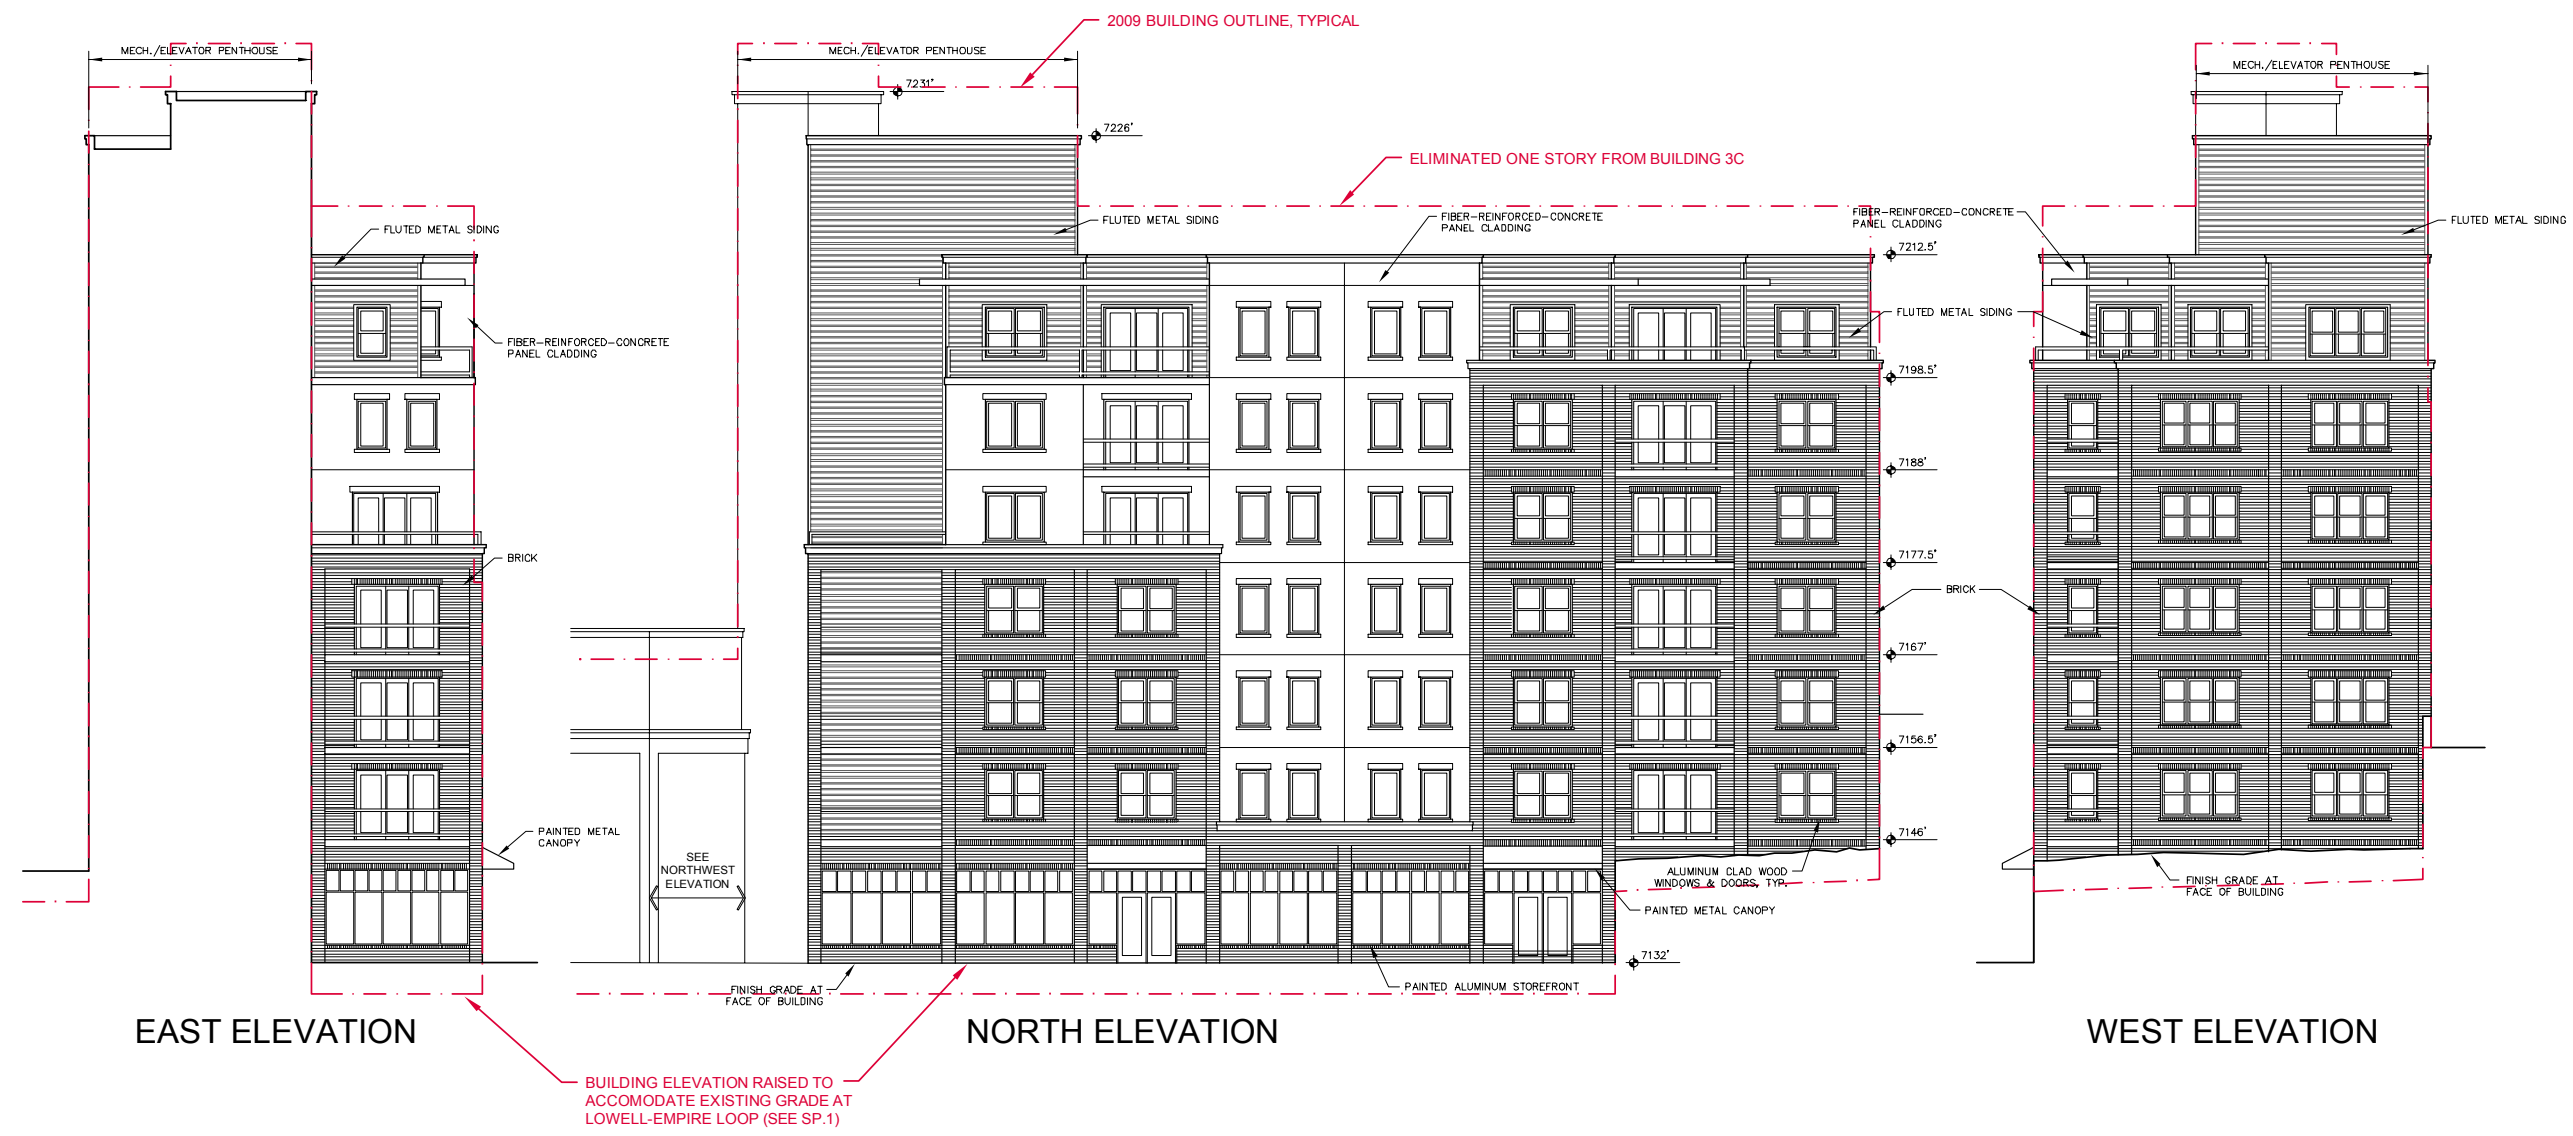 2009 BUILDING OUTLINE, TYPICAL
MECH./ELEVATOR PENTHOUSE
MECH./ELEVATOR PENTHOUSE
MECH./ELEVATOR PENTHOUSE
7231'
7226'
ELIMINATED ONE STORY FROM BUILDING 3C
FLUTED METAL SIDING
FLUTED METAL SIDING
FIBER-REINFORCED-CONCRETE
PANEL CLADDING
FIBER-REINFORCED-CONCRETE
PANEL CLADDING
FLUTED METAL SIDING
7212.5'
FLUTED METAL SIDING
FIBER-REINFORCED-CONCRETE
PANEL CLADDING
7198.5'
7188'
7177.5'
BRICK
BRICK
7167'
7156.5'
7146'
PAINTED METAL
CANOPY
SEE
NORTHWEST
ELEVATION
ALUMINUM CLAD WOOD
WINDOWS & DOORS, TYP.
PAINTED METAL CANOPY
FINISH GRADE AT
FACE OF BUILDING
7132'
FINISH GRADE AT
FACE OF BUILDING
PAINTED ALUMINUM STOREFRONT
EAST ELEVATION
NORTH ELEVATION
WEST ELEVATION
BUILDING ELEVATION RAISED TO
ACCOMODATE EXISTING GRADE AT
LOWELL-EMPIRE LOOP (SEE SP.1)